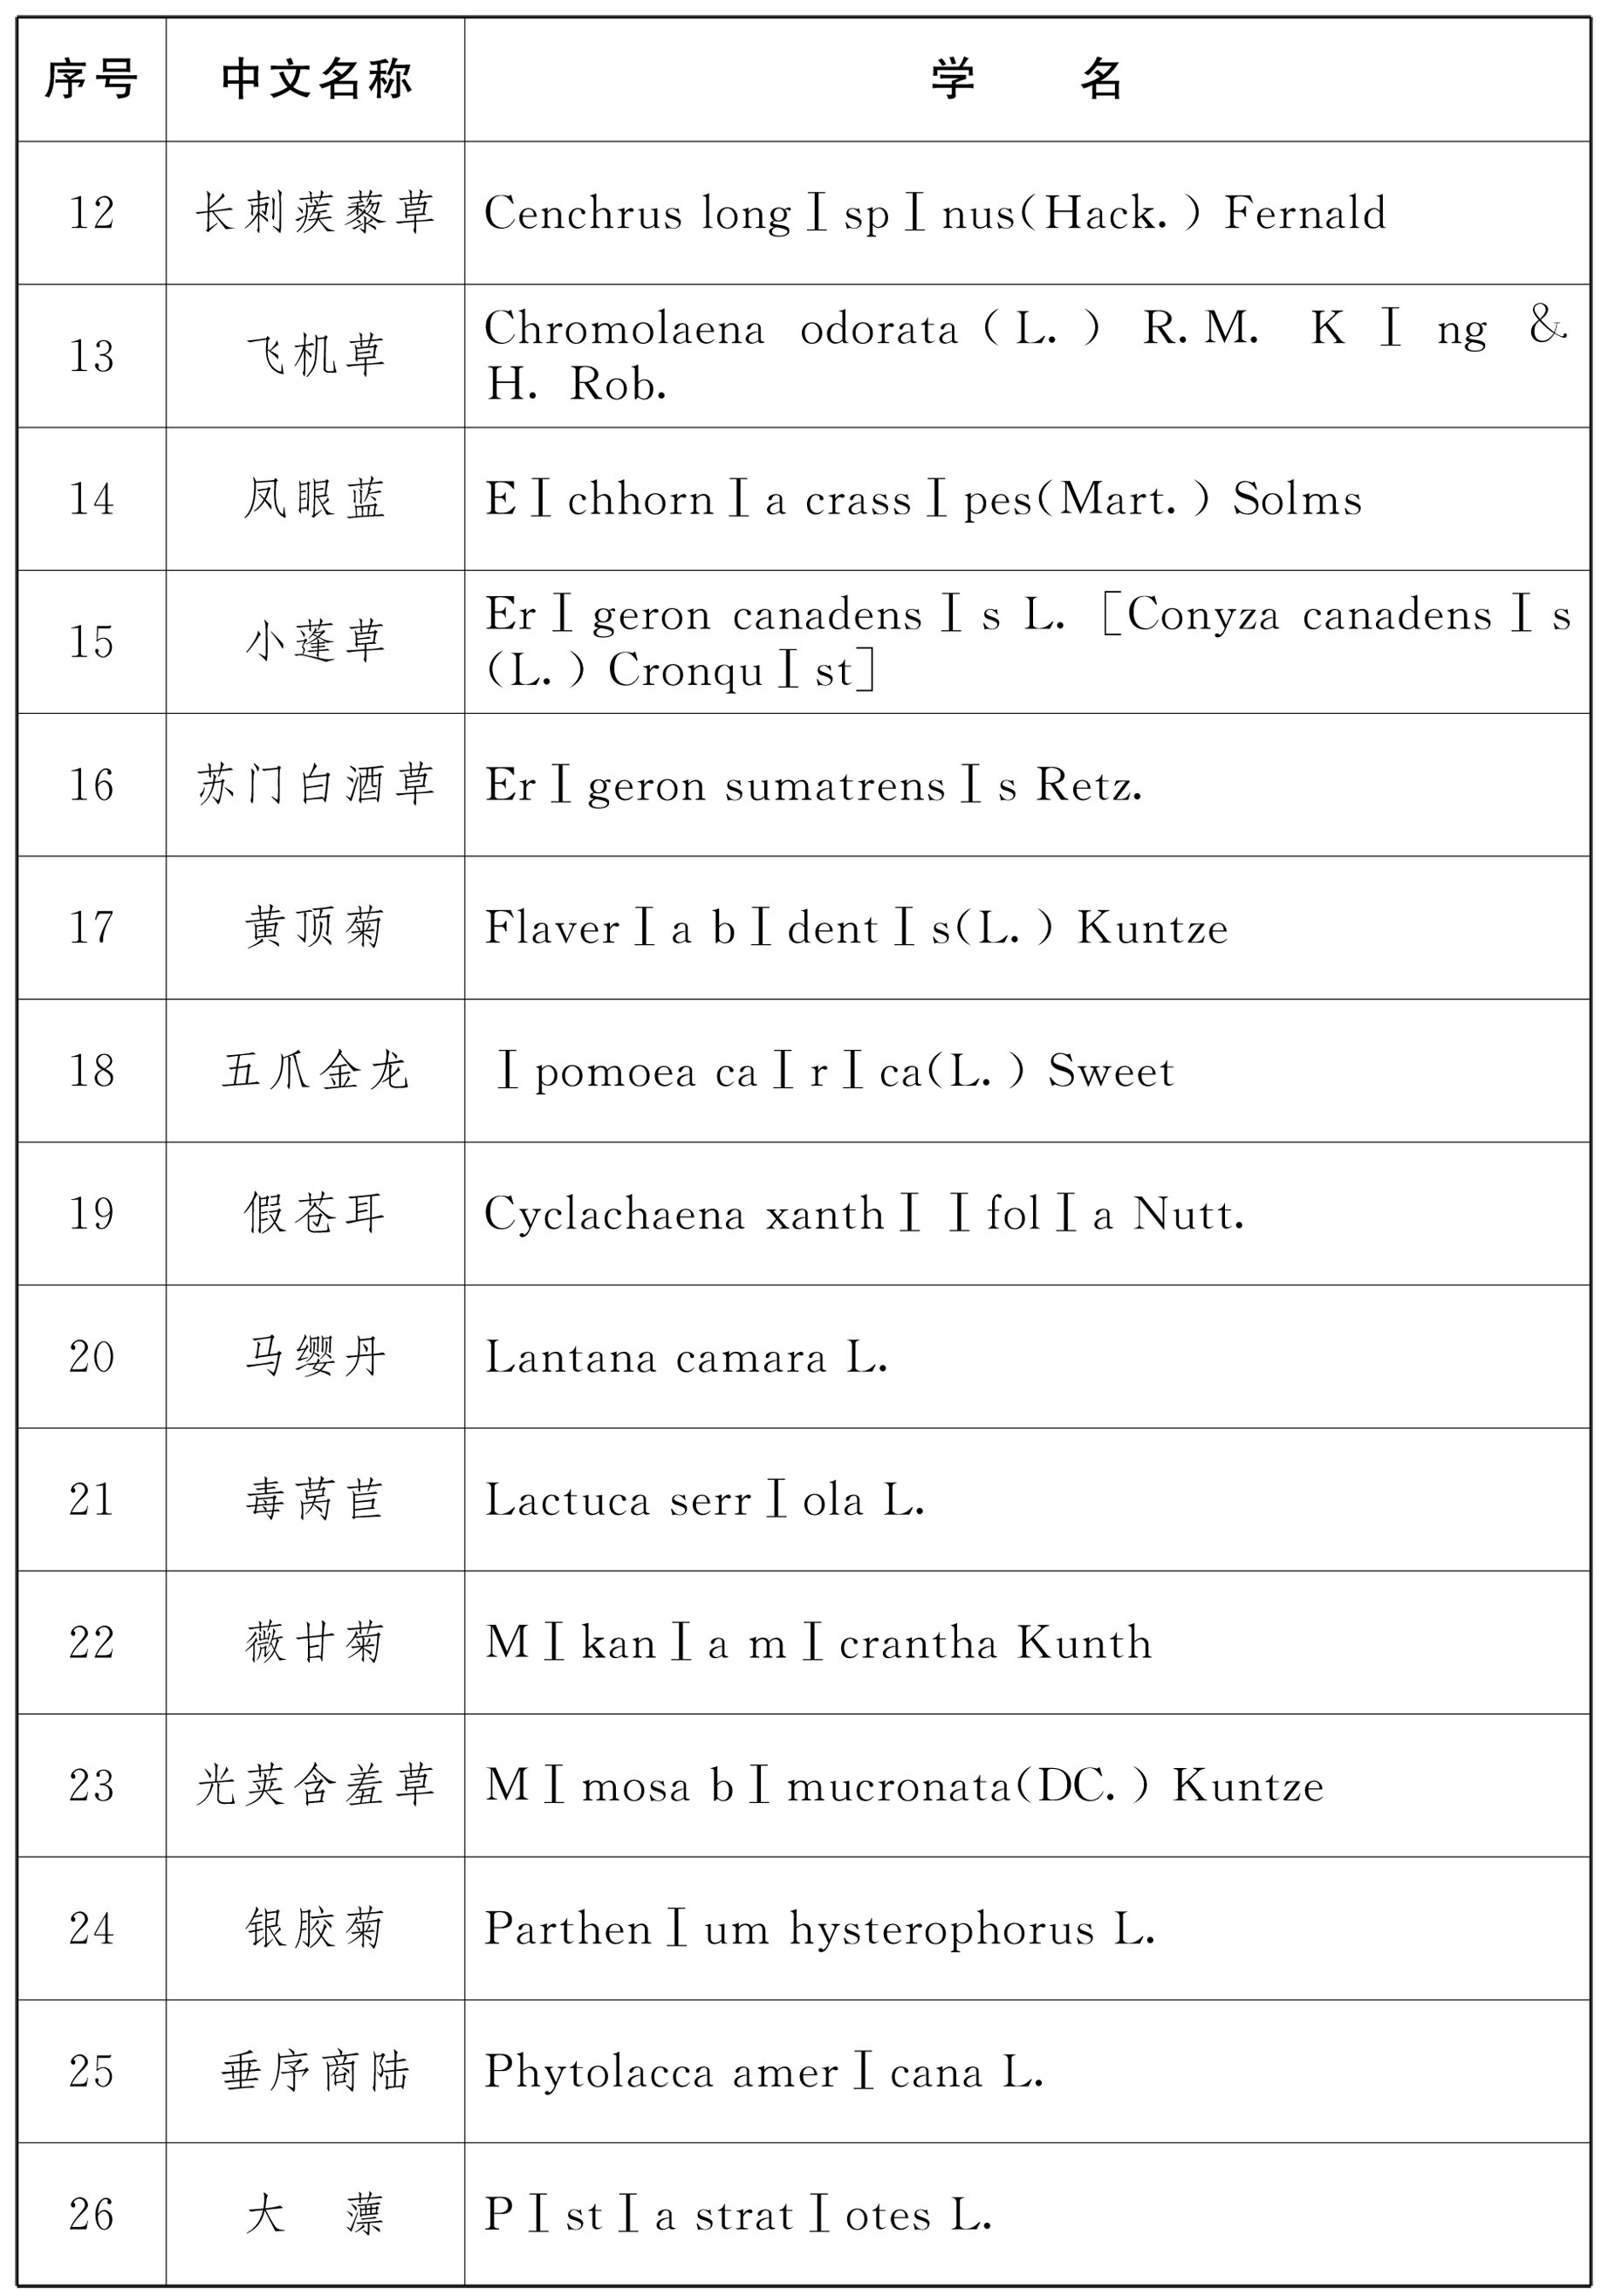 序号 中文名称 学 名
12 长刺蒺藜草 Cenchrus longⅠspⅠnus(Hack.) Fernald
13 飞机草 Chromolaena odorata (L.) R.M. KⅠng &
H. Rob.
14 凤眼蓝 EⅠchhornⅠa crassⅠpes(Mart.) Solms
15 小蓬草 ErⅠgeron canadensⅠs L. [Conyza canadensⅠs
(L.) CronquⅠst]
16 苏门白酒草 ErⅠgeron sumatrensⅠs Retz.
17 黄顶菊 FlaverⅠa bⅠdentⅠs(L.) Kuntze
18 五爪金龙 Ⅰpomoea caⅠrⅠca(L.) Sweet
19 假苍耳 Cyclachaena xanthⅠⅠfolⅠa Nutt.
20 马缨丹 Lantana camara L.
21 毒莴苣 Lactuca serrⅠola L.
22 薇甘菊 MⅠkanⅠa mⅠcrantha Kunth
23 光荚含羞草 MⅠmosa bⅠmucronata(DC.) Kuntze
24 银胶菊 ParthenⅠum hysterophorus L.
25 垂序商陆 Phytolacca amerⅠcana L.
26 大 薸 PⅠstⅠa stratⅠotes L.